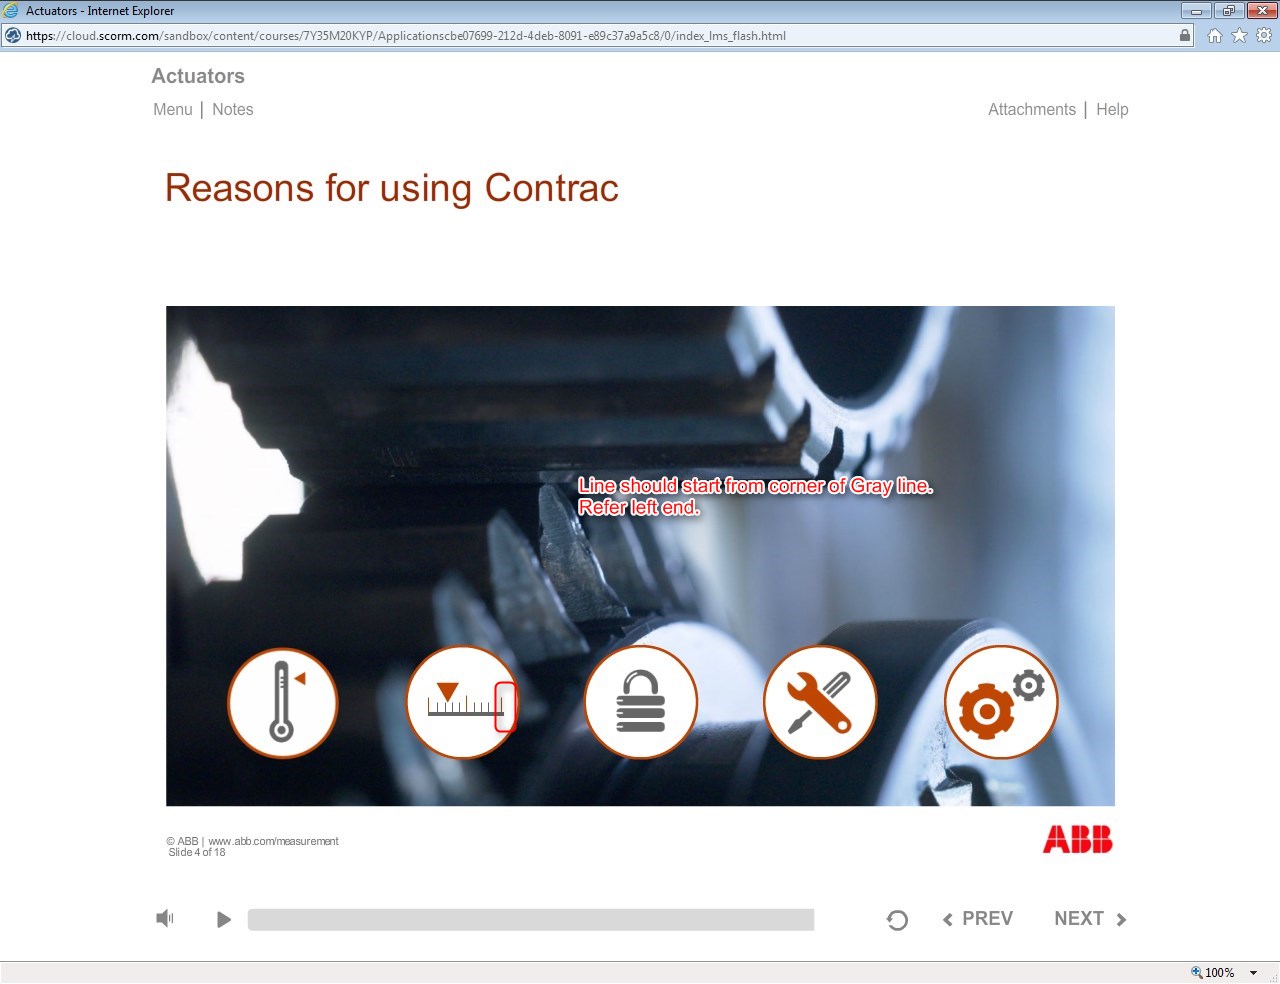 Actuators - Internet Explorer
https://cloud.scorm.com/sandbox/content/courses/7Y35M20KYP/Applicationscbe07699-212d-4deb-8091-e89c37a9a5c8/0/index_lms_flash.html
Actuators
Menu | Notes
Attachments | Help
Reasons for using Contrac
Line should start from corner of Gray line.
Refer left end.
© ABB | www.abb.com/measurement
Slide 4 of 18
ABB
PREV
NEXT
100%